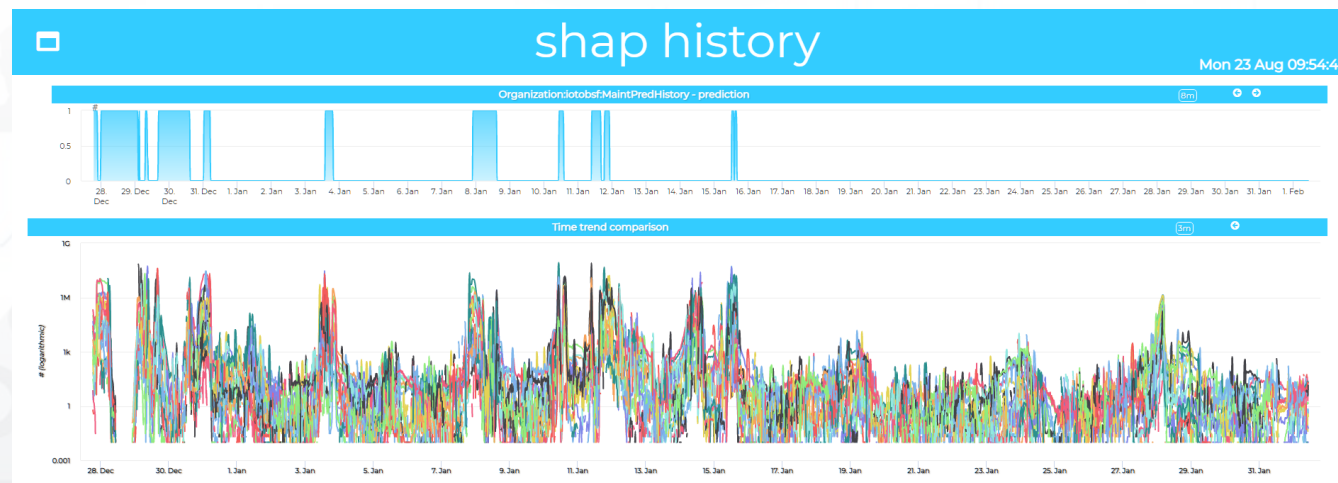 shap history
Mon 23 Aug 09:54:4
Organization:iotobsf:MaintPredHistory - prediction
8m
1
0.5
0
28. Dec 29. Dec 30. Dec 31. Dec 1. Jan 2. Jan 3. Jan 4. Jan 5. Jan 6. Jan 7. Jan 8. Jan 9. Jan 10. Jan 11. Jan 12. Jan 13. Jan 14. Jan 15. Jan 16. Jan 17. Jan 18. Jan 19. Jan 20. Jan 21. Jan 22. Jan 23. Jan 24. Jan 25. Jan 26. Jan 27. Jan 28. Jan 29. Jan 30. Jan 31. Jan 1. Feb
Time trend comparison
3m
# (logarithmic)
1G
1M
1k
1
0.001
28. Dec 30. Dec 1. Jan 3. Jan 5. Jan 7. Jan 9. Jan 11. Jan 13. Jan 15. Jan 17. Jan 19. Jan 21. Jan 23. Jan 25. Jan 27. Jan 29. Jan 31. Jan